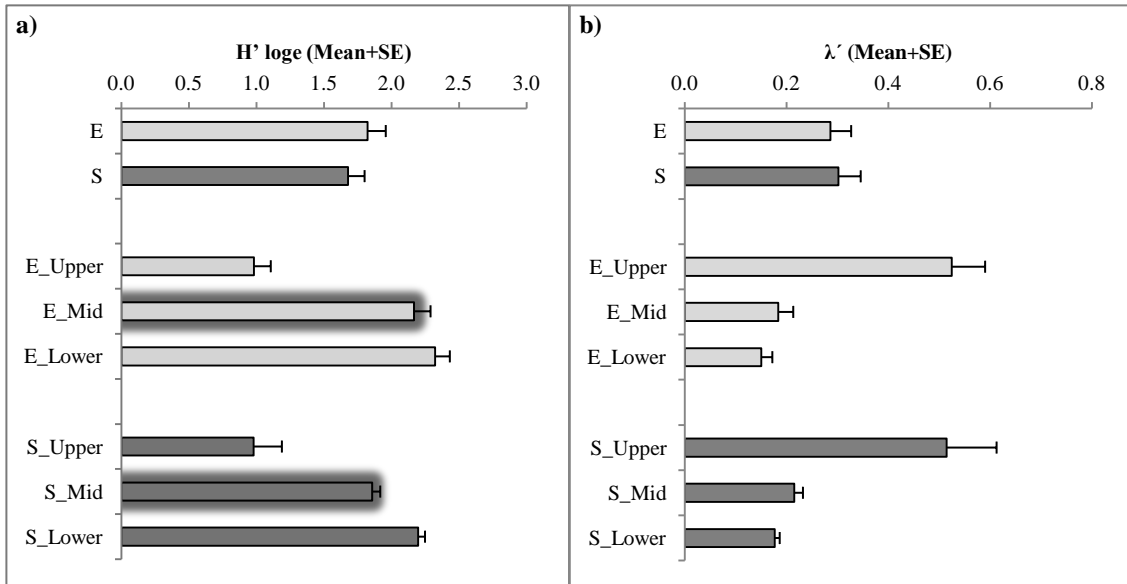 a)
H’ loge (Mean+SE)
0.0 0.5 1.0 1.5 2.0 2.5 3.0
E
S
E_Upper
E_Mid
E_Lower
S_Upper
S_Mid
S_Lower
b)
λ´ (Mean+SE)
0.0 0.2 0.4 0.6 0.8
E
S
E_Upper
E_Mid
E_Lower
S_Upper
S_Mid
S_Lower